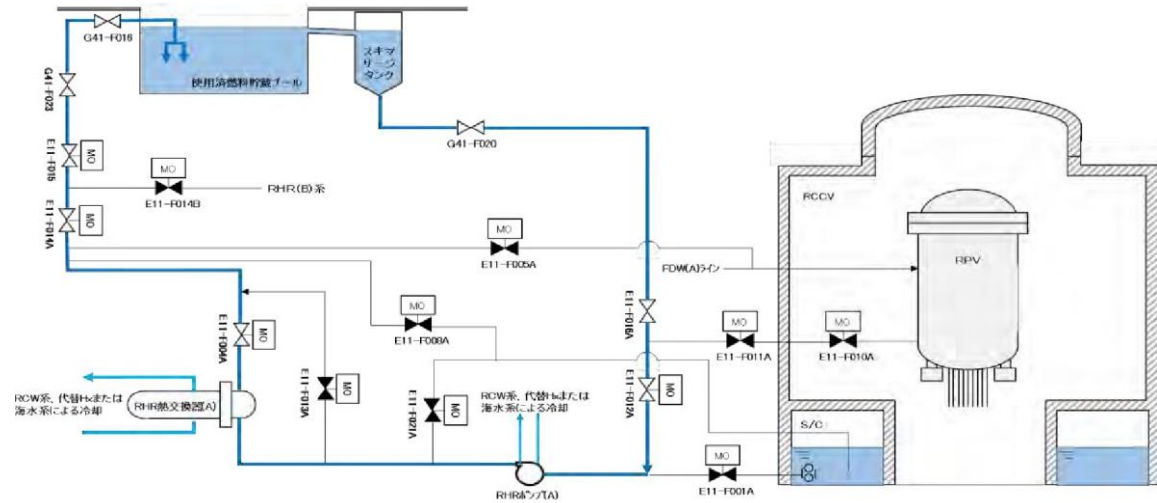 G41-F016
使用済燃料貯蔵プール
スキマ
サージ
タンク
G41-F023
G41-F020
E11-F015
MO
MO
E11-F014B
RHR(B)系
E11-F014A
MO
MO
E11-F005A
FDW(A)ライン
RCCV
RPV
MO
E11-F008A
E11-F016A
MO
E11-F011A
MO
E11-F010A
E11-F004A
MO
E11-F013A
MO
E11-F021A
MO
E11-F012A
MO
RCW系、代替Hxまたは
海水系による冷却
RHR熱交換器(A)
RCW系、代替Hxまたは
海水系による冷却
RHRポンプ(A)
MO
E11-F001A
S/C